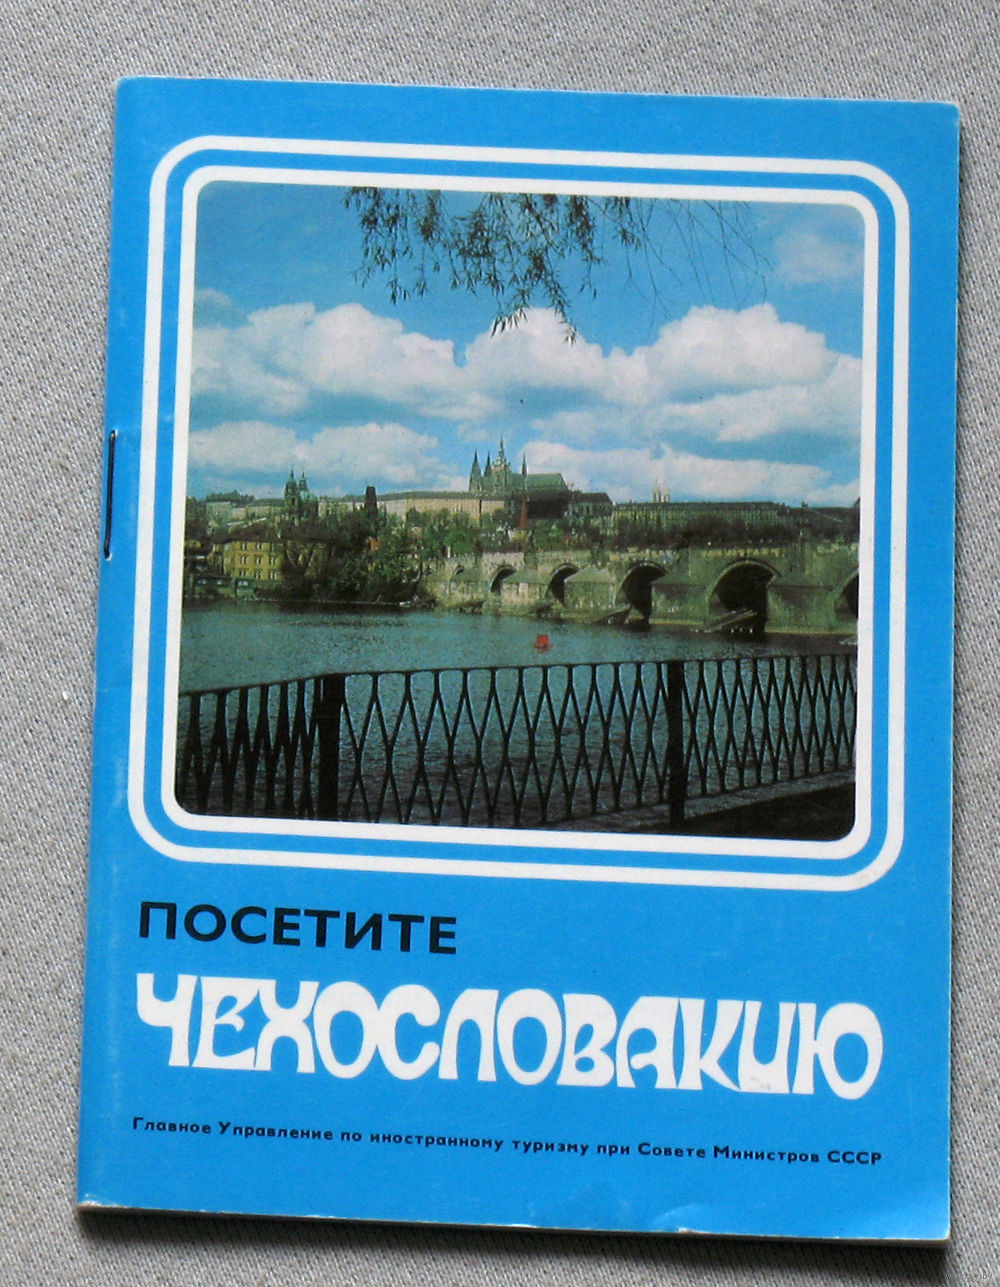 ПОСЕТИТЕ
ЧЕХОСЛОВАКИЮ
Главное Управление по иностранному туризму при Совете Министров СССР